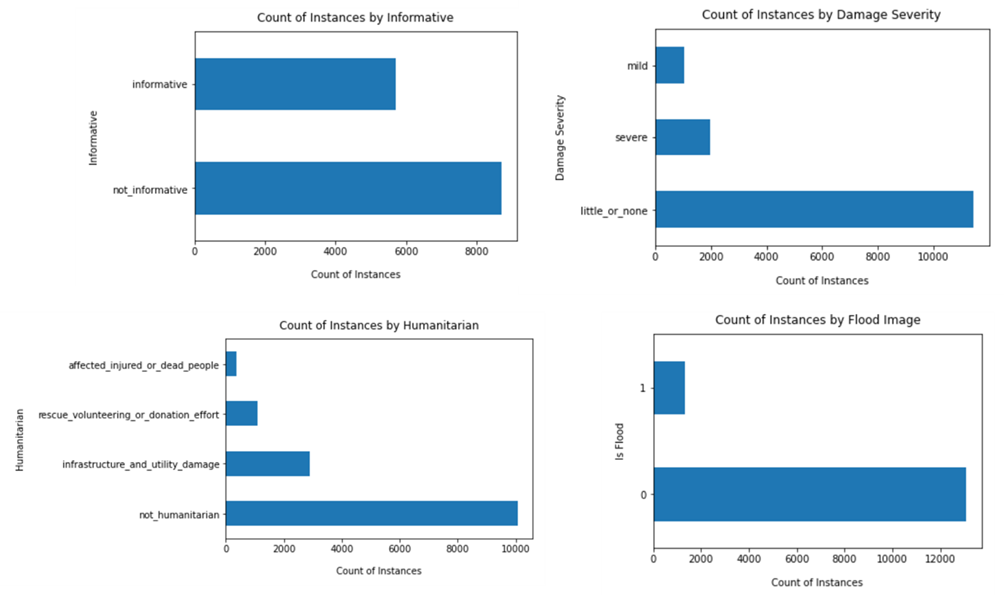 Count of Instances by Informative
Informative
informative
not_informative
0 2000 4000 6000 8000
Count of Instances
Count of Instances by Damage Severity
Damage Severity
mild
severe
little_or_none
0 2000 4000 6000 8000 10000
Count of Instances
Count of Instances by Humanitarian
Humanitarian
affected_injured_or_dead_people
rescue_volunteering_or_donation_effort
infrastructure_and_utility_damage
not_humanitarian
0 2000 4000 6000 8000 10000
Count of Instances
Count of Instances by Flood Image
Is Flood
1
0
0 2000 4000 6000 8000 10000 12000
Count of Instances